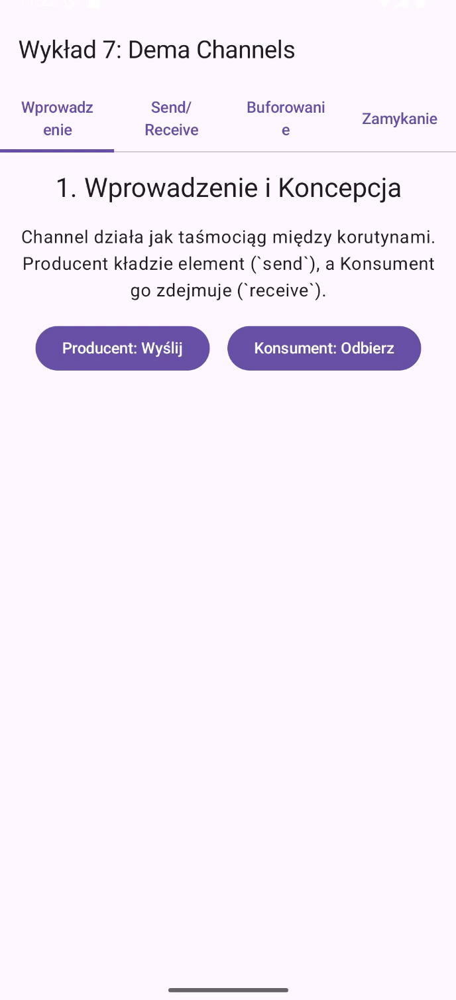 Wykład 7: Dema Channels
Wprowadz
enie
Send/
Receive
Buforowani
e
Zamykanie
1. Wprowadzenie i Koncepcja
Channel działa jak taśmociąg między korutynami.
Producent kładzie element (`send`), a Konsument
go zdejmuje (`receive`).
Producent: Wyślij
Konsument: Odbierz